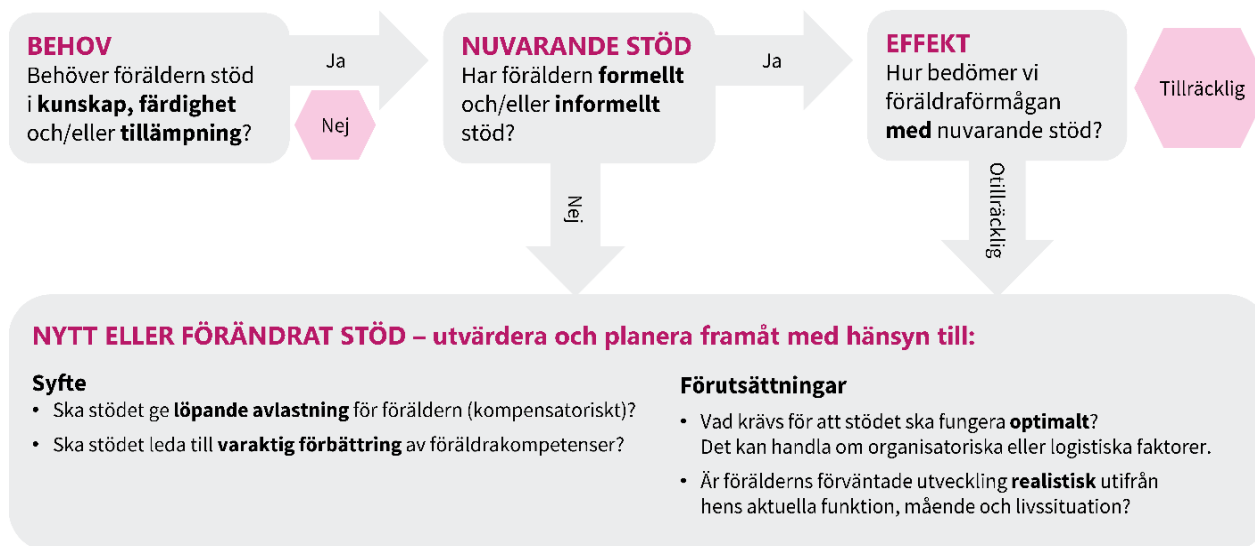 BEHOV
Behöver föräldern stöd
i kunskap, färdighet
och/eller tillämpning?
Ja
Nej
NUVARANDE STÖD
Har föräldern formellt
och/eller informellt
stöd?
Ja
Nej
EFFEKT
Hur bedömer vi
föräldraförmågan
med nuvarande stöd?
Tillräcklig
Otillräcklig
NYTT ELLER FÖRÄNDRAT STÖD – utvärdera och planera framåt med hänsyn till:
Syfte
• Ska stödet ge löpande avlastning för föräldern (kompensatoriskt)?
• Ska stödet leda till varaktig förbättring av föräldrakompetenser?
Förutsättningar
• Vad krävs för att stödet ska fungera optimalt?
Det kan handla om organisatoriska eller logistiska faktorer.
• Är förälderns förväntade utveckling realistisk utifrån
hens aktuella funktion, mående och livssituation?